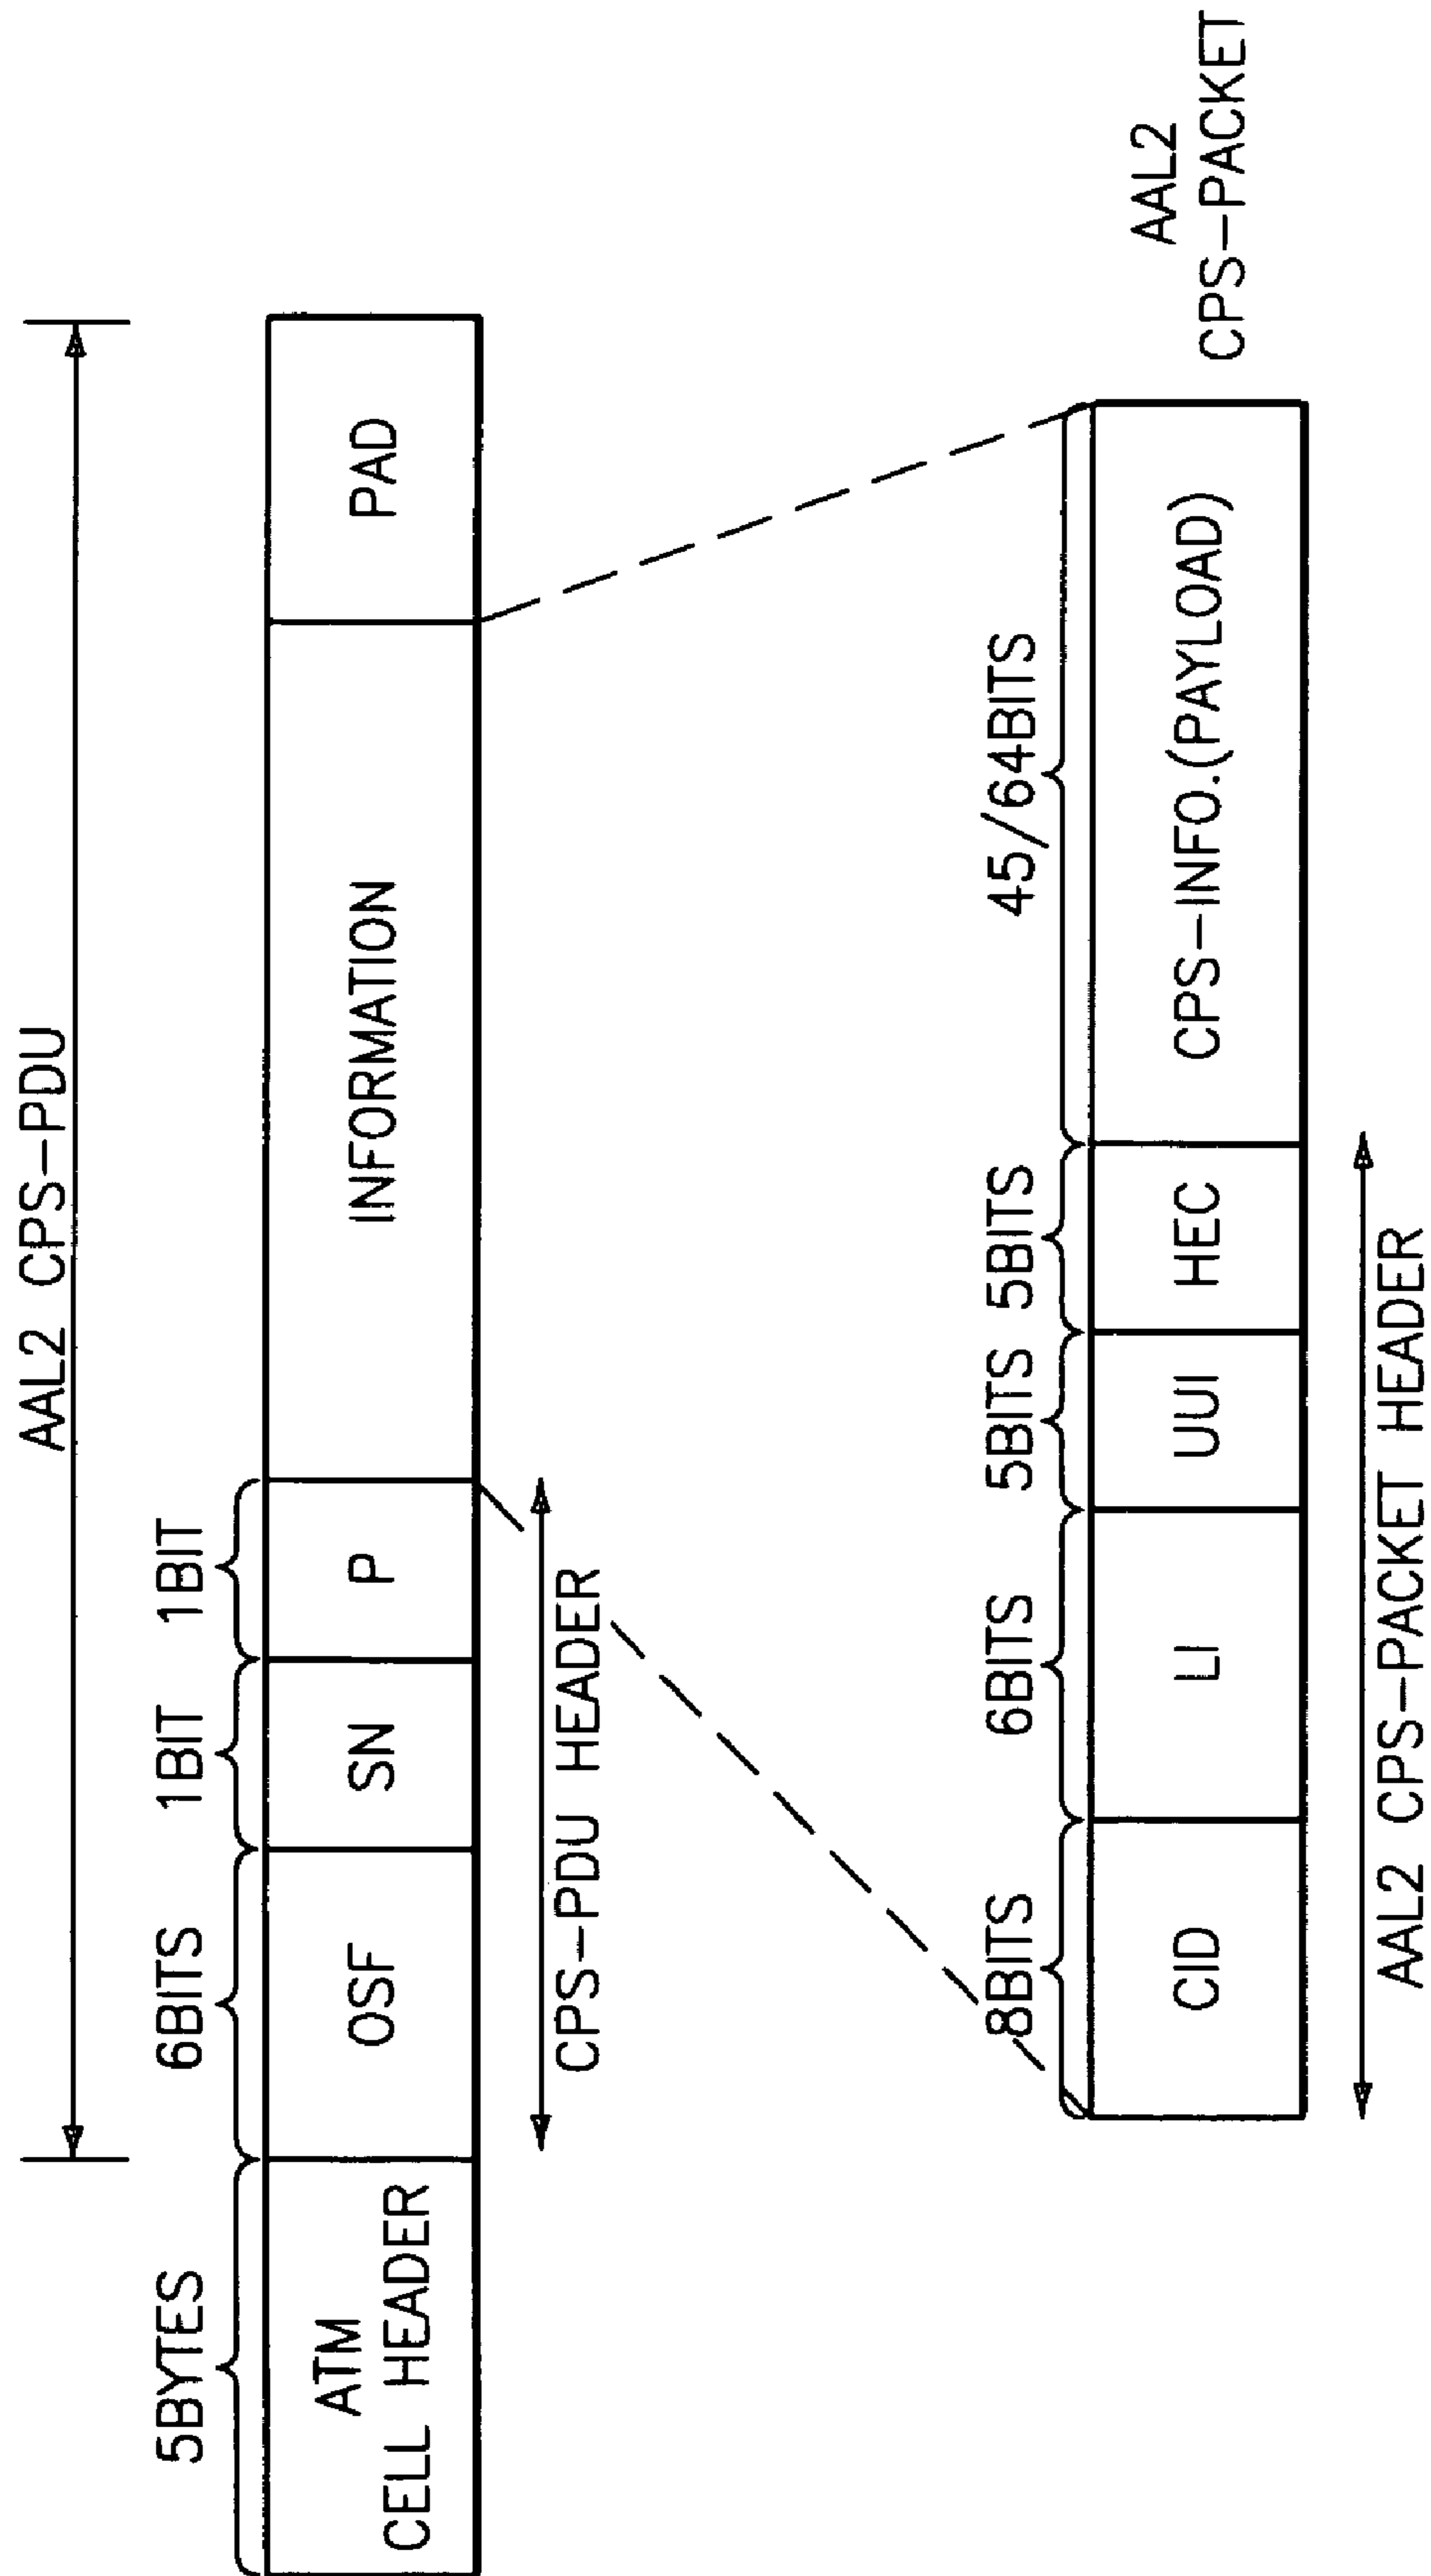 AAL2 CPS-PDU
5BYTES
6BITS
1BIT
1BIT
ATM
CELL HEADER
OSF
SN
P
INFORMATION
PAD
CPS-PDU HEADER
8BITS
6BITS
5BITS
5BITS
45/64BITS
CID
LI
UUI
HEC
CPS-INFO.(PAYLOAD)
AAL2
CPS-PACKET
AAL2 CPS-PACKET HEADER